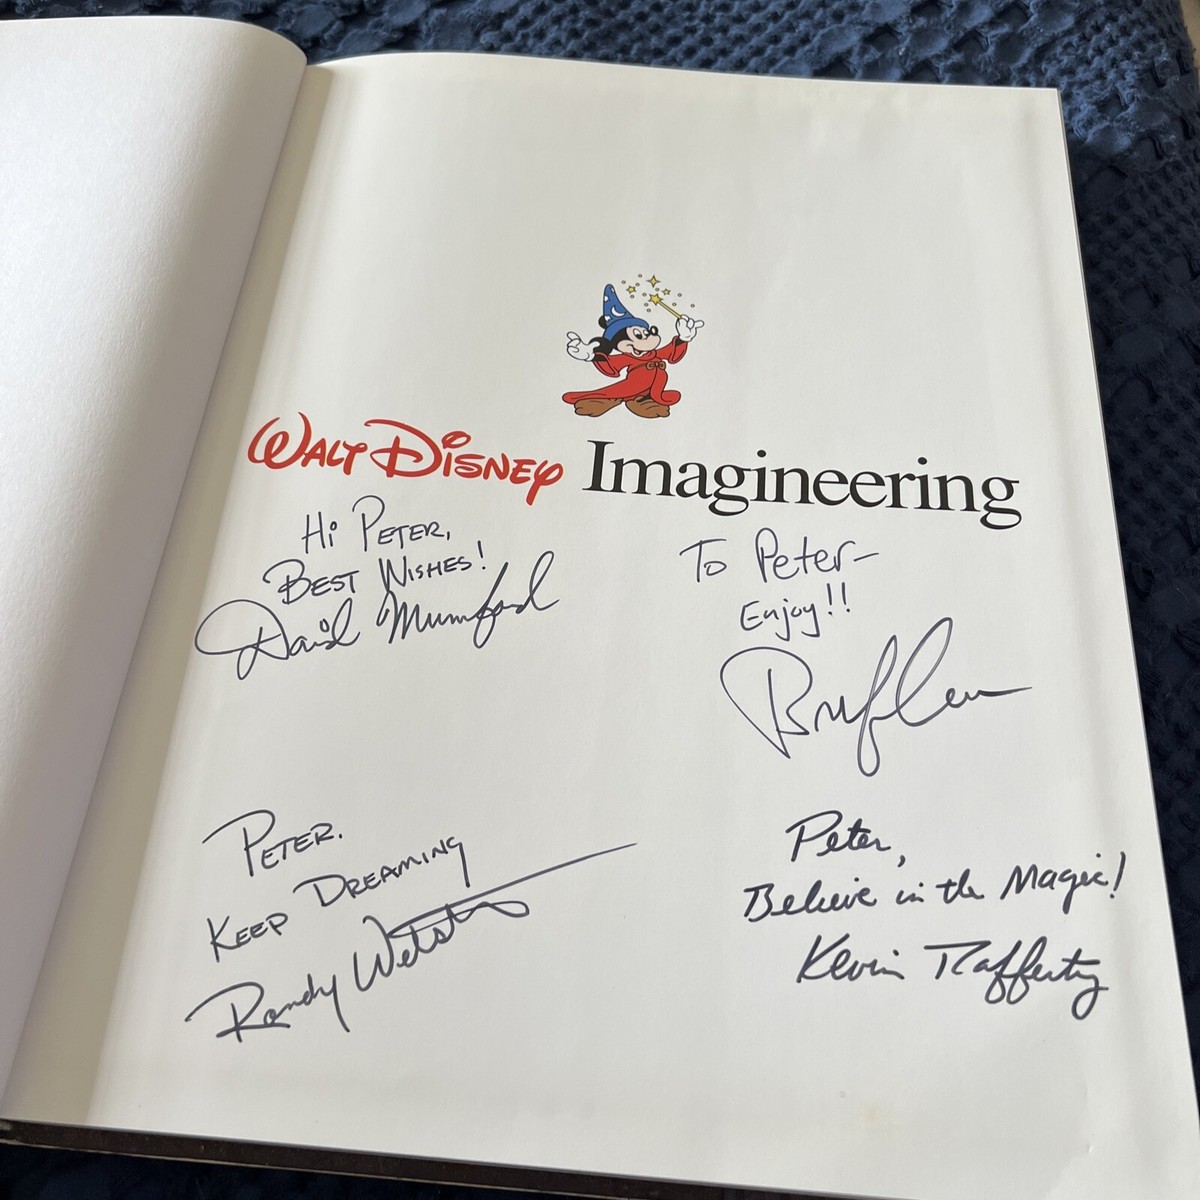 WALT DISNEY Imagineering
Hi PETER,
BEST WISHES!
David Mumford
To Peter-
Enjoy!!
PETER.
KEEP DREAMING
Randy Webster
Peter,
Believe in the Magic!
Kevin Rafferty